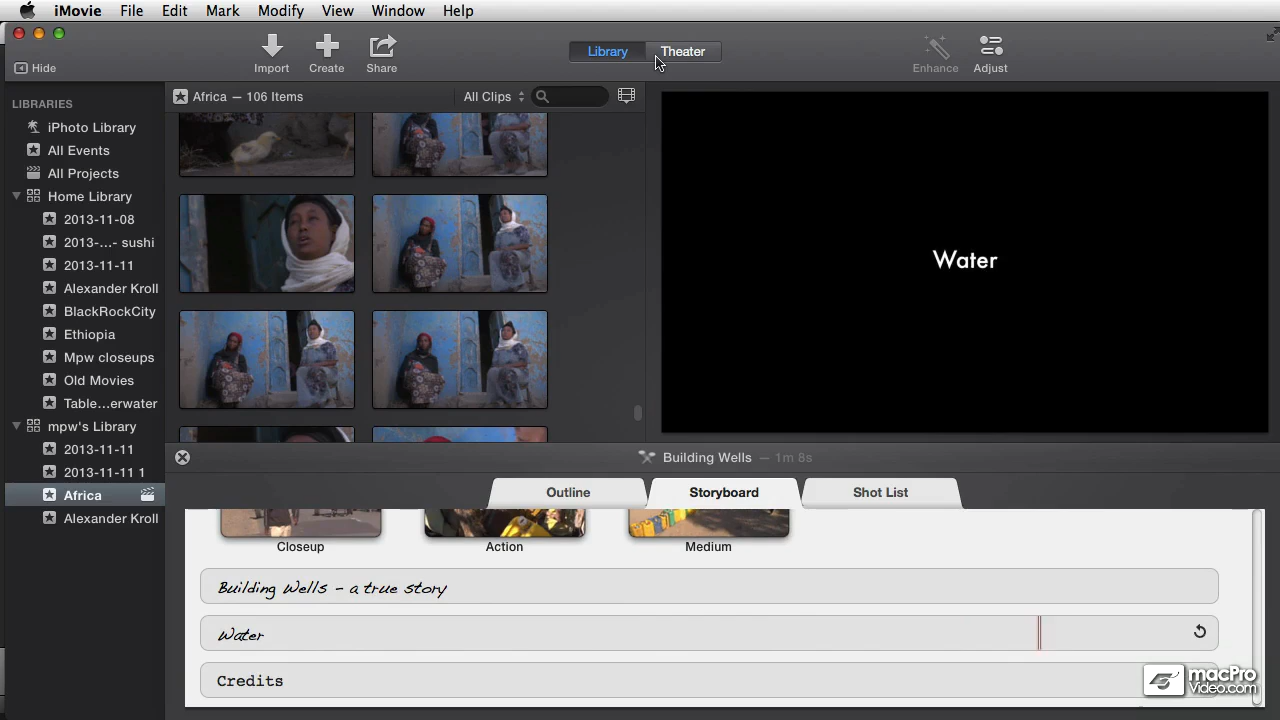 iMovie File Edit Mark Modify View Window Help
Hide Import Create Share Library Theater Enhance Adjust
LIBRARIES
iPhoto Library
All Events
All Projects
Home Library
2013-11-08
2013-...- sushi
2013-11-11
Alexander Kroll
BlackRockCity
Ethiopia
Mpw closeups
Old Movies
Table...erwater
mpw's Library
2013-11-11
2013-11-11 1
Africa
Alexander Kroll
Africa — 106 Items All Clips
Water
Building Wells — 1m 8s
Outline Storyboard Shot List
Closeup Action Medium
Building Wells - a true story
Water
Credits
macPro
Video.com